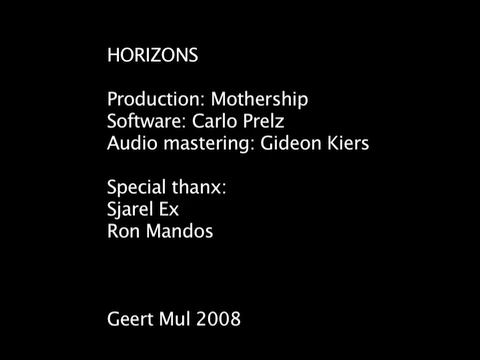 HORIZONS
Production: Mothership
Software: Carlo Prelz
Audio mastering: Gideon Kiers
Special thanx:
Sjarel Ex
Ron Mandos
Geert Mul 2008